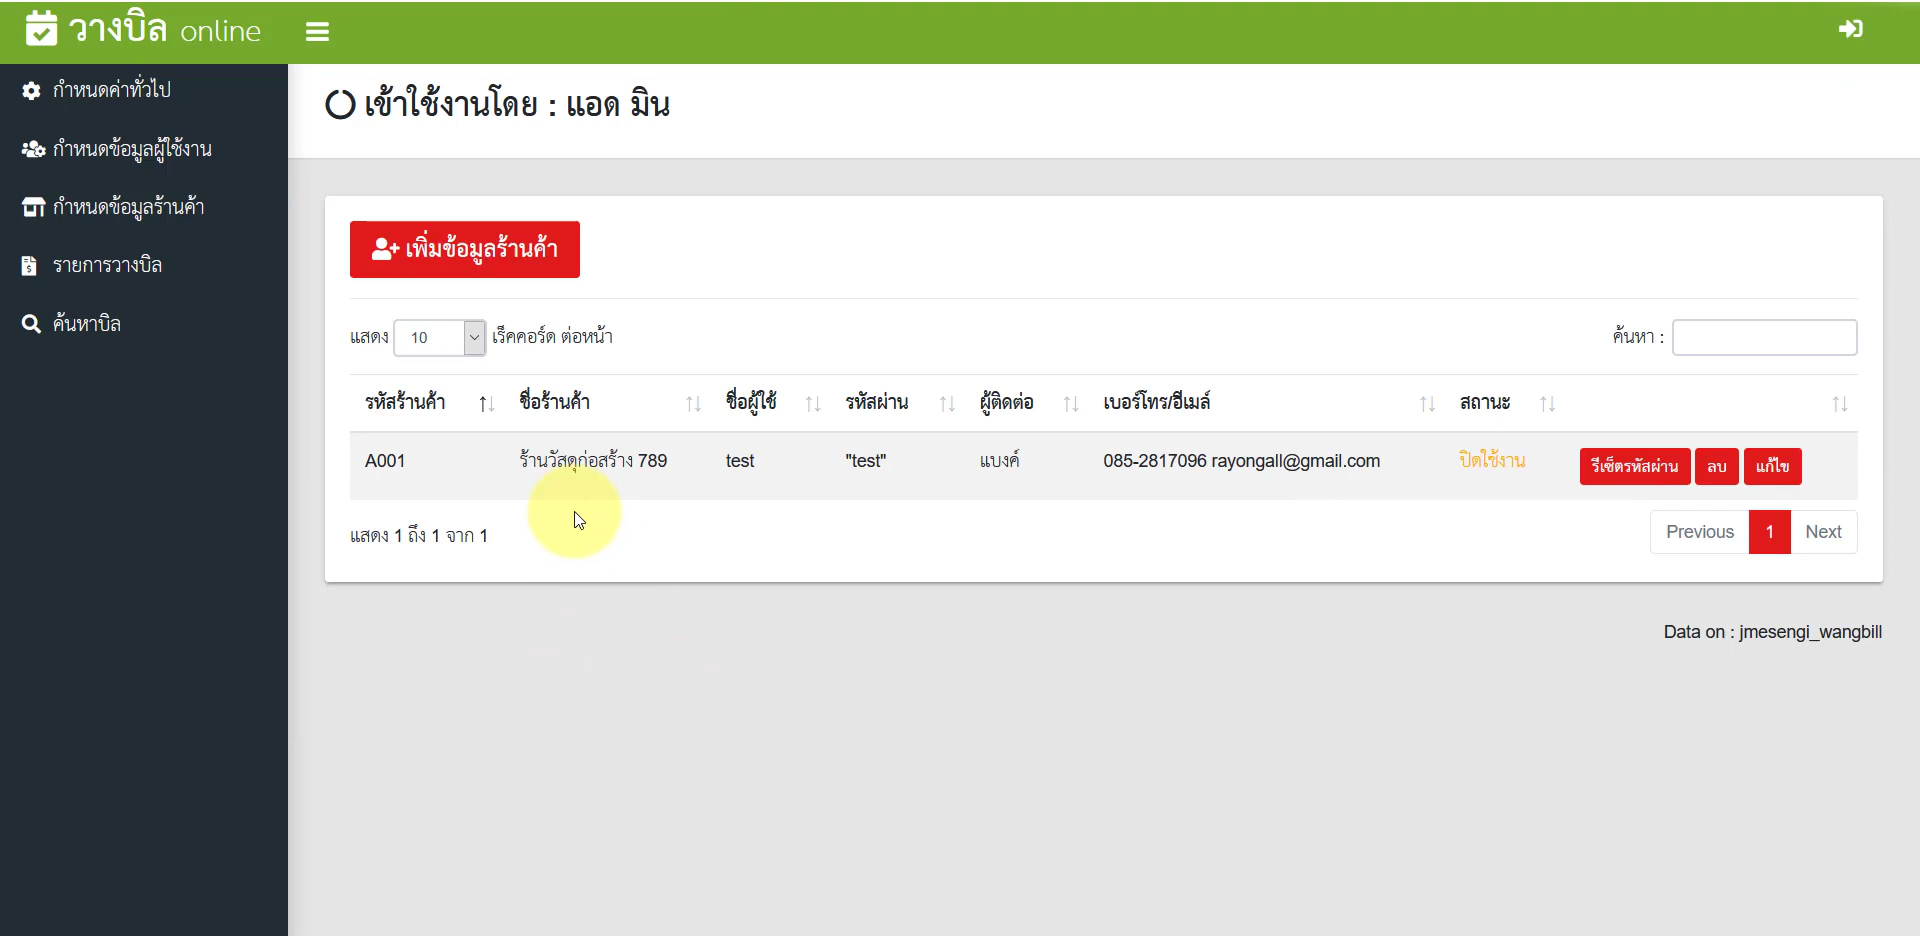 วางบิล online
กำหนดค่าทั่วไป
กำหนดข้อมูลผู้ใช้งาน
กำหนดข้อมูลร้านค้า
รายการวางบิล
ค้นหาบิล
เข้าใช้งานโดย : แอด มิน
เพิ่มข้อมูลร้านค้า
แสดง 10 เร็คคอร์ด ต่อหน้า ค้นหา :
รหัสร้านค้า ชื่อร้านค้า ชื่อผู้ใช้ รหัสผ่าน ผู้ติดต่อ เบอร์โทร/อีเมล์ สถานะ
A001 ร้านวัสดุก่อสร้าง 789 test "test" แบงค์ 085-2817096 rayongall@gmail.com ปิดใช้งาน รีเซ็ตรหัสผ่าน ลบ แก้ไข
แสดง 1 ถึง 1 จาก 1 Previous 1 Next
Data on : jmesengi_wangbill